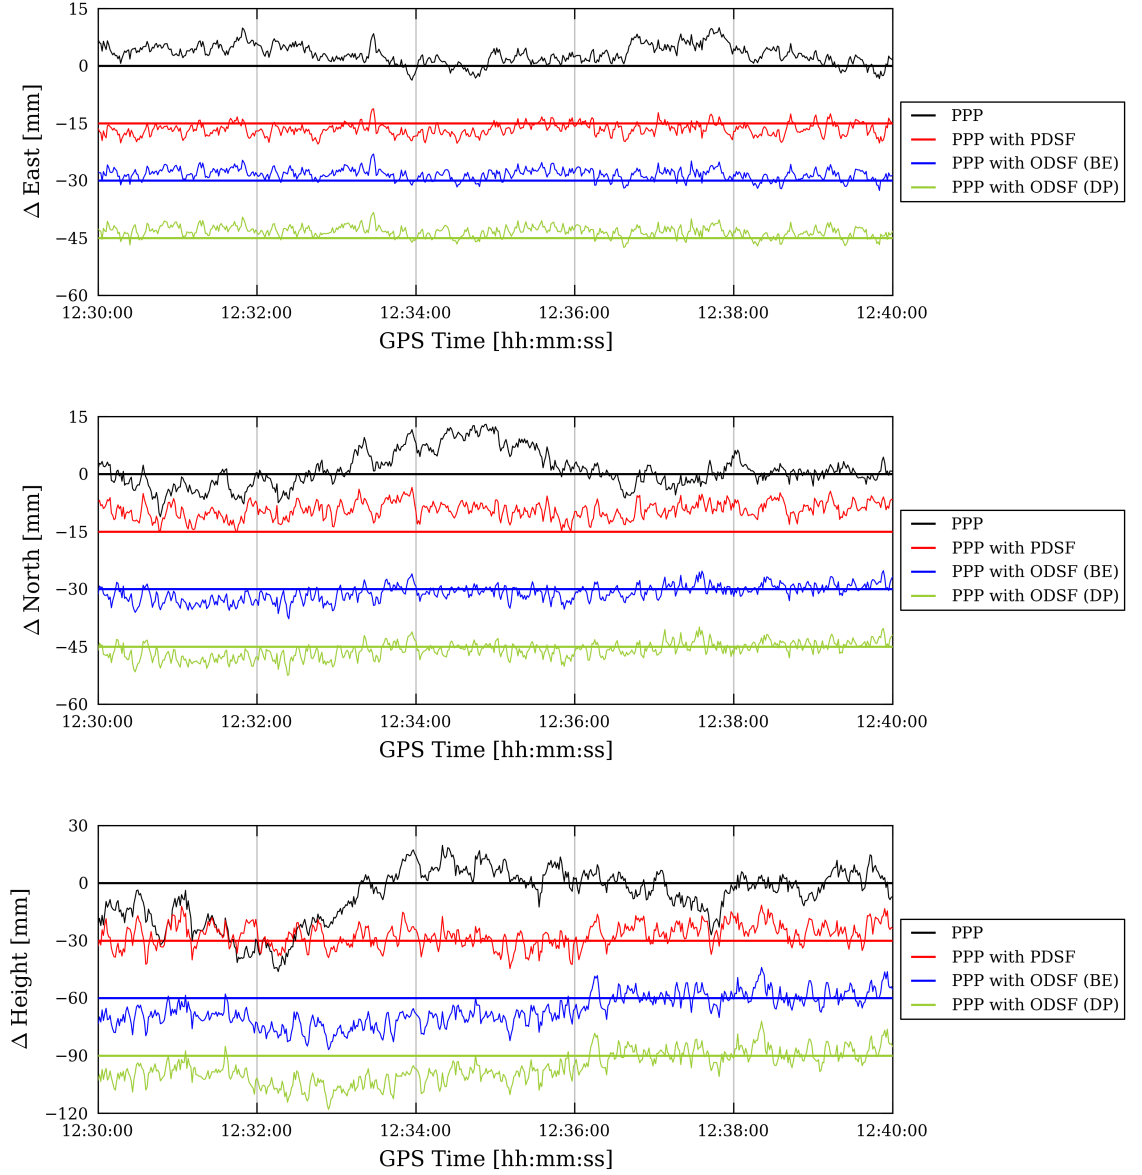 15
0
−15
−30
−45
−60
Δ East [mm]
12:30:00 12:32:00 12:34:00 12:36:00 12:38:00 12:40:00
GPS Time [hh:mm:ss]
PPP
PPP with PDSF
PPP with ODSF (BE)
PPP with ODSF (DP)
15
0
−15
−30
−45
−60
Δ North [mm]
12:30:00 12:32:00 12:34:00 12:36:00 12:38:00 12:40:00
GPS Time [hh:mm:ss]
PPP
PPP with PDSF
PPP with ODSF (BE)
PPP with ODSF (DP)
30
0
−30
−60
−90
−120
Δ Height [mm]
12:30:00 12:32:00 12:34:00 12:36:00 12:38:00 12:40:00
GPS Time [hh:mm:ss]
PPP
PPP with PDSF
PPP with ODSF (BE)
PPP with ODSF (DP)